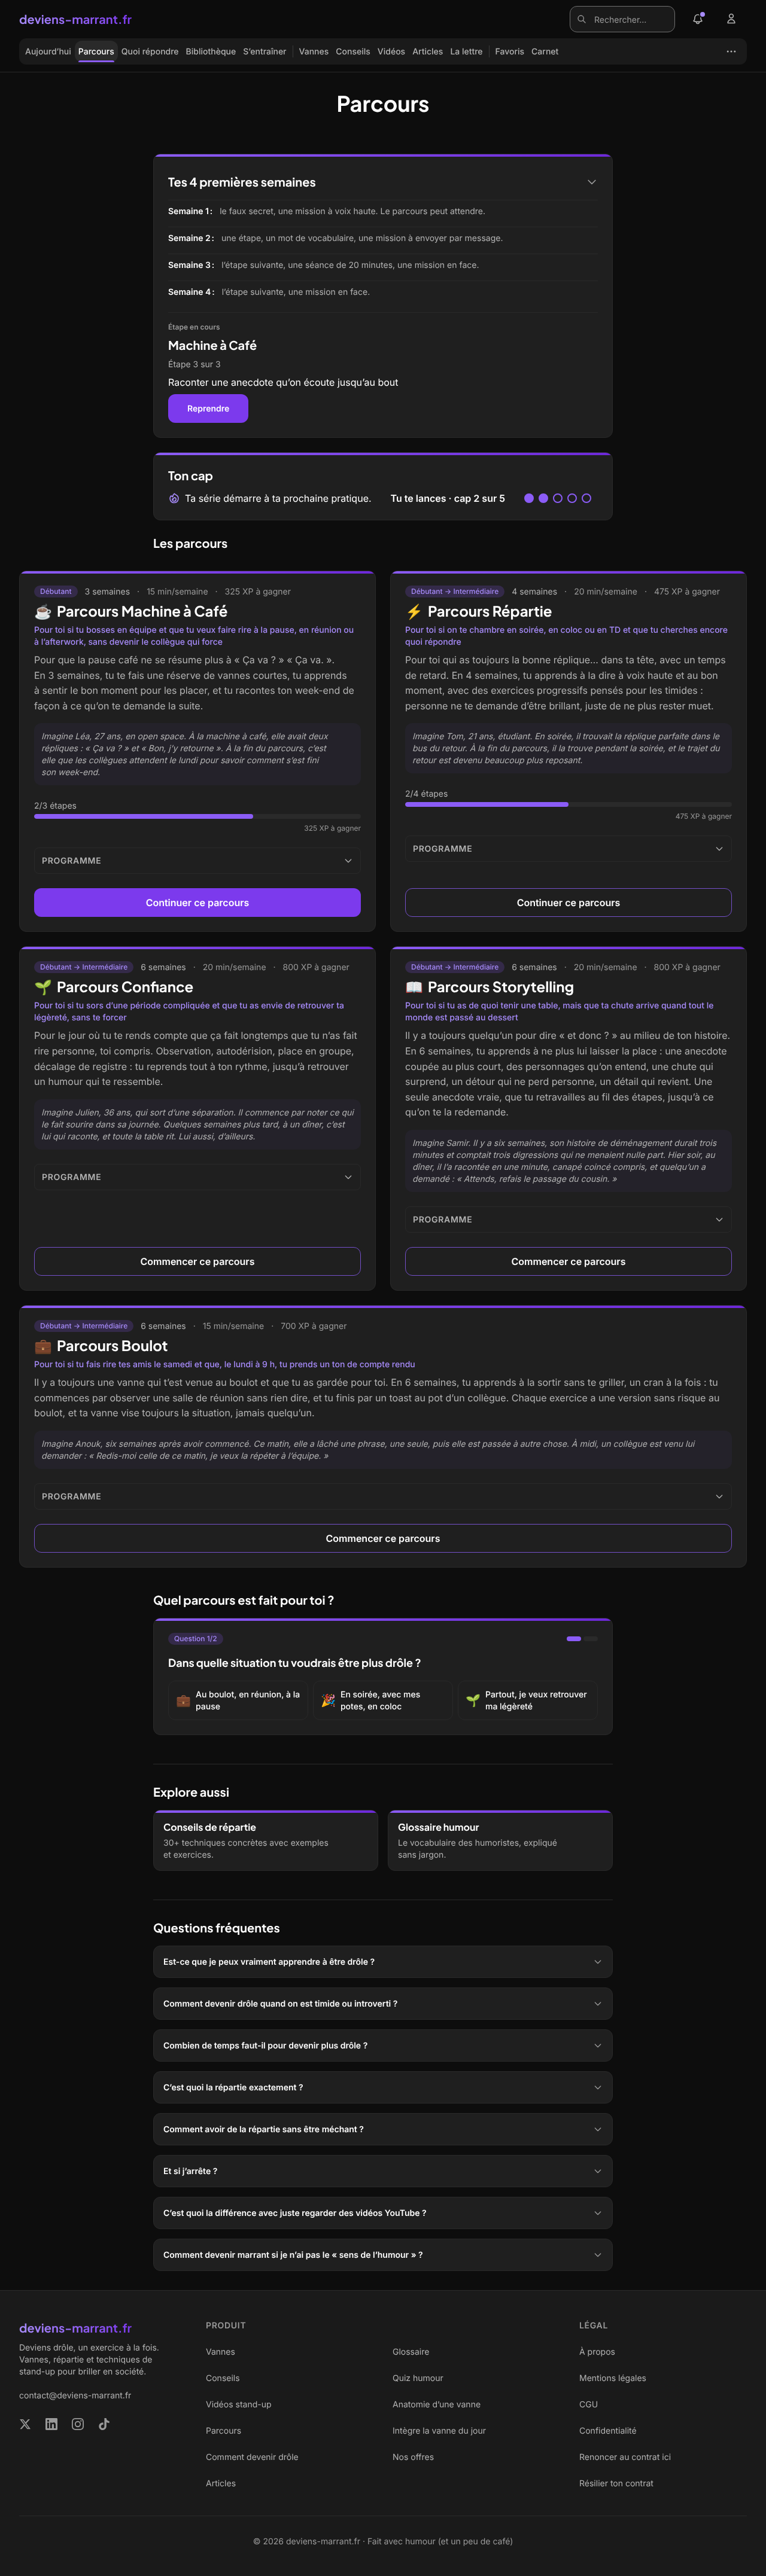 deviens-marrant.fr
Rechercher...
Aujourd'hui Parcours Quoi répondre Bibliothèque S'entraîner Vannes Conseils Vidéos Articles La lettre Favoris Carnet
Parcours
Tes 4 premières semaines
Semaine 1 : le faux secret, une mission à voix haute. Le parcours peut attendre.
Semaine 2 : une étape, un mot de vocabulaire, une mission à envoyer par message.
Semaine 3 : l'étape suivante, une séance de 20 minutes, une mission en face.
Semaine 4 : l'étape suivante, une mission en face.
Étape en cours
Machine à Café
Étape 3 sur 3
Raconter une anecdote qu'on écoute jusqu'au bout
Reprendre
Ton cap
Ta série démarre à ta prochaine pratique. Tu te lances · cap 2 sur 5
Les parcours
Débutant 3 semaines · 15 min/semaine · 325 XP à gagner
Parcours Machine à Café
Pour toi si tu bosses en équipe et que tu veux faire rire à la pause, en réunion ou
à l'afterwork, sans devenir le collègue qui force
Pour que la pause café ne se résume plus à « Ça va ? » « Ça va. ».
En 3 semaines, tu te fais une réserve de vannes courtes, tu apprends
à sentir le bon moment pour les placer, et tu racontes ton week-end de
façon à ce qu'on te demande la suite.
Imagine Léa, 27 ans, en open space. À la machine à café, elle avait deux
répliques : « Ça va ? » et « Bon, j'y retourne ». À la fin du parcours, c'est
elle que les collègues attendent le lundi pour savoir comment s'est fini
son week-end.
2/3 étapes
325 XP à gagner
PROGRAMME
Continuer ce parcours
Débutant → Intermédiaire 4 semaines · 20 min/semaine · 475 XP à gagner
Parcours Répartie
Pour toi si on te chambre en soirée, en coloc ou en TD et que tu cherches encore
quoi répondre
Pour toi qui as toujours la bonne réplique… dans ta tête, avec un temps
de retard. En 4 semaines, tu apprends à la dire à voix haute et au bon
moment, avec des exercices progressifs pensés pour les timides :
personne ne te demande d'être brillant, juste de ne plus rester muet.
Imagine Tom, 21 ans, étudiant. En soirée, il trouvait la réplique parfaite dans le
bus du retour. À la fin du parcours, il la trouve pendant la soirée, et le trajet du
retour est devenu beaucoup plus reposant.
2/4 étapes
475 XP à gagner
PROGRAMME
Continuer ce parcours
Débutant → Intermédiaire 6 semaines · 20 min/semaine · 800 XP à gagner
Parcours Confiance
Pour toi si tu sors d'une période compliquée et que tu as envie de retrouver ta
légèreté, sans te forcer
Pour le jour où tu te rends compte que ça fait longtemps que tu n'as fait
rire personne, toi compris. Observation, autodérision, place en groupe,
décalage de registre : tu reprends tout à ton rythme, jusqu'à retrouver
un humour qui te ressemble.
Imagine Julien, 36 ans, qui sort d'une séparation. Il commence par noter ce qui
le fait sourire dans sa journée. Quelques semaines plus tard, à un dîner, c'est
lui qui raconte, et toute la table rit. Lui aussi, d'ailleurs.
PROGRAMME
Commencer ce parcours
Débutant → Intermédiaire 6 semaines · 20 min/semaine · 800 XP à gagner
Parcours Storytelling
Pour toi si tu as de quoi tenir une table, mais que ta chute arrive quand tout le
monde est passé au dessert
Il y a toujours quelqu'un pour dire « et donc ? » au milieu de ton histoire.
En 6 semaines, tu apprends à ne plus lui laisser la place : une anecdote
coupée au plus court, des personnages qu'on entend, une chute qui
surprend, un détour qui ne perd personne, un détail qui revient. Une
seule anecdote vraie, que tu retravailles au fil des étapes, jusqu'à ce
qu'on te la redemande.
Imagine Samir. Il y a six semaines, son histoire de déménagement durait trois
minutes et comptait trois digressions qui ne menaient nulle part. Hier soir, au
dîner, il l'a racontée en une minute, canapé coincé compris, et quelqu'un a
demandé : « Attends, refais le passage du cousin. »
PROGRAMME
Commencer ce parcours
Débutant → Intermédiaire 6 semaines · 15 min/semaine · 700 XP à gagner
Parcours Boulot
Pour toi si tu fais rire tes amis le samedi et que, le lundi à 9 h, tu prends un ton de compte rendu
Il y a toujours une vanne qui t'est venue au boulot et que tu as gardée pour toi. En 6 semaines, tu apprends à la sortir sans te griller, un cran à la fois : tu
commences par observer une salle de réunion sans rien dire, et tu finis par un toast au pot d'un collègue. Chaque exercice a une version sans risque au
boulot, et ta vanne vise toujours la situation, jamais quelqu'un.
Imagine Anouk, six semaines après avoir commencé. Ce matin, elle a lâché une phrase, une seule, puis elle est passée à autre chose. À midi, un collègue est venu lui
demander : « Redis-moi celle de ce matin, je veux la répéter à l'équipe. »
PROGRAMME
Commencer ce parcours
Quel parcours est fait pour toi ?
Question 1/2
Dans quelle situation tu voudrais être plus drôle ?
Au boulot, en réunion, à la
pause
En soirée, avec mes
potes, en coloc
Partout, je veux retrouver
ma légèreté
Explore aussi
Conseils de répartie
30+ techniques concrètes avec exemples
et exercices.
Glossaire humour
Le vocabulaire des humoristes, expliqué
sans jargon.
Questions fréquentes
Est-ce que je peux vraiment apprendre à être drôle ?
Comment devenir drôle quand on est timide ou introverti ?
Combien de temps faut-il pour devenir plus drôle ?
C'est quoi la répartie exactement ?
Comment avoir de la répartie sans être méchant ?
Et si j'arrête ?
C'est quoi la différence avec juste regarder des vidéos YouTube ?
Comment devenir marrant si je n'ai pas le « sens de l'humour » ?
deviens-marrant.fr
Deviens drôle, un exercice à la fois.
Vannes, répartie et techniques de
stand-up pour briller en société.
contact@deviens-marrant.fr
PRODUIT
Vannes
Conseils
Vidéos stand-up
Parcours
Comment devenir drôle
Articles
Glossaire
Quiz humour
Anatomie d'une vanne
Intègre la vanne du jour
Nos offres
LÉGAL
À propos
Mentions légales
CGU
Confidentialité
Renoncer au contrat ici
Résilier ton contrat
© 2026 deviens-marrant.fr · Fait avec humour (et un peu de café)